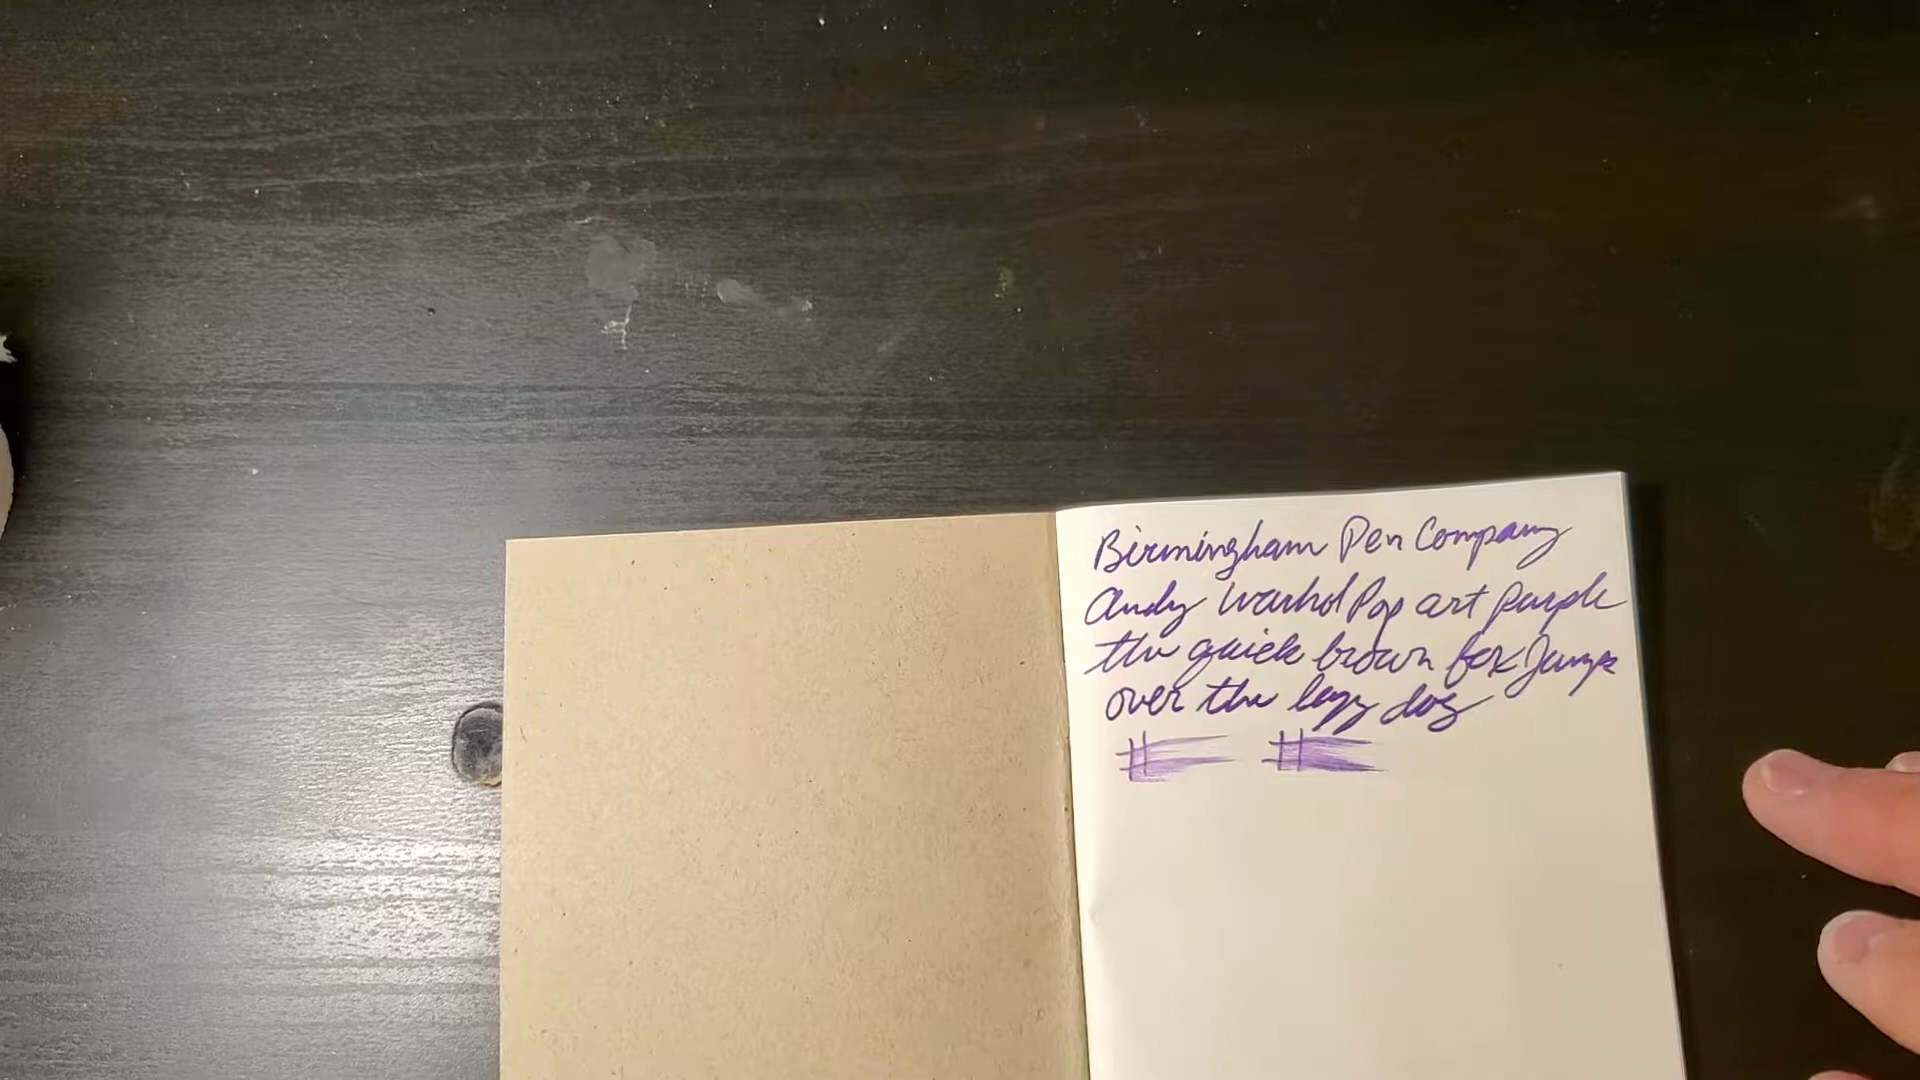 Birmingham Pen Company
Andy Warhol Pop art purple
the quick brown fox Jumps
over the lazy dog